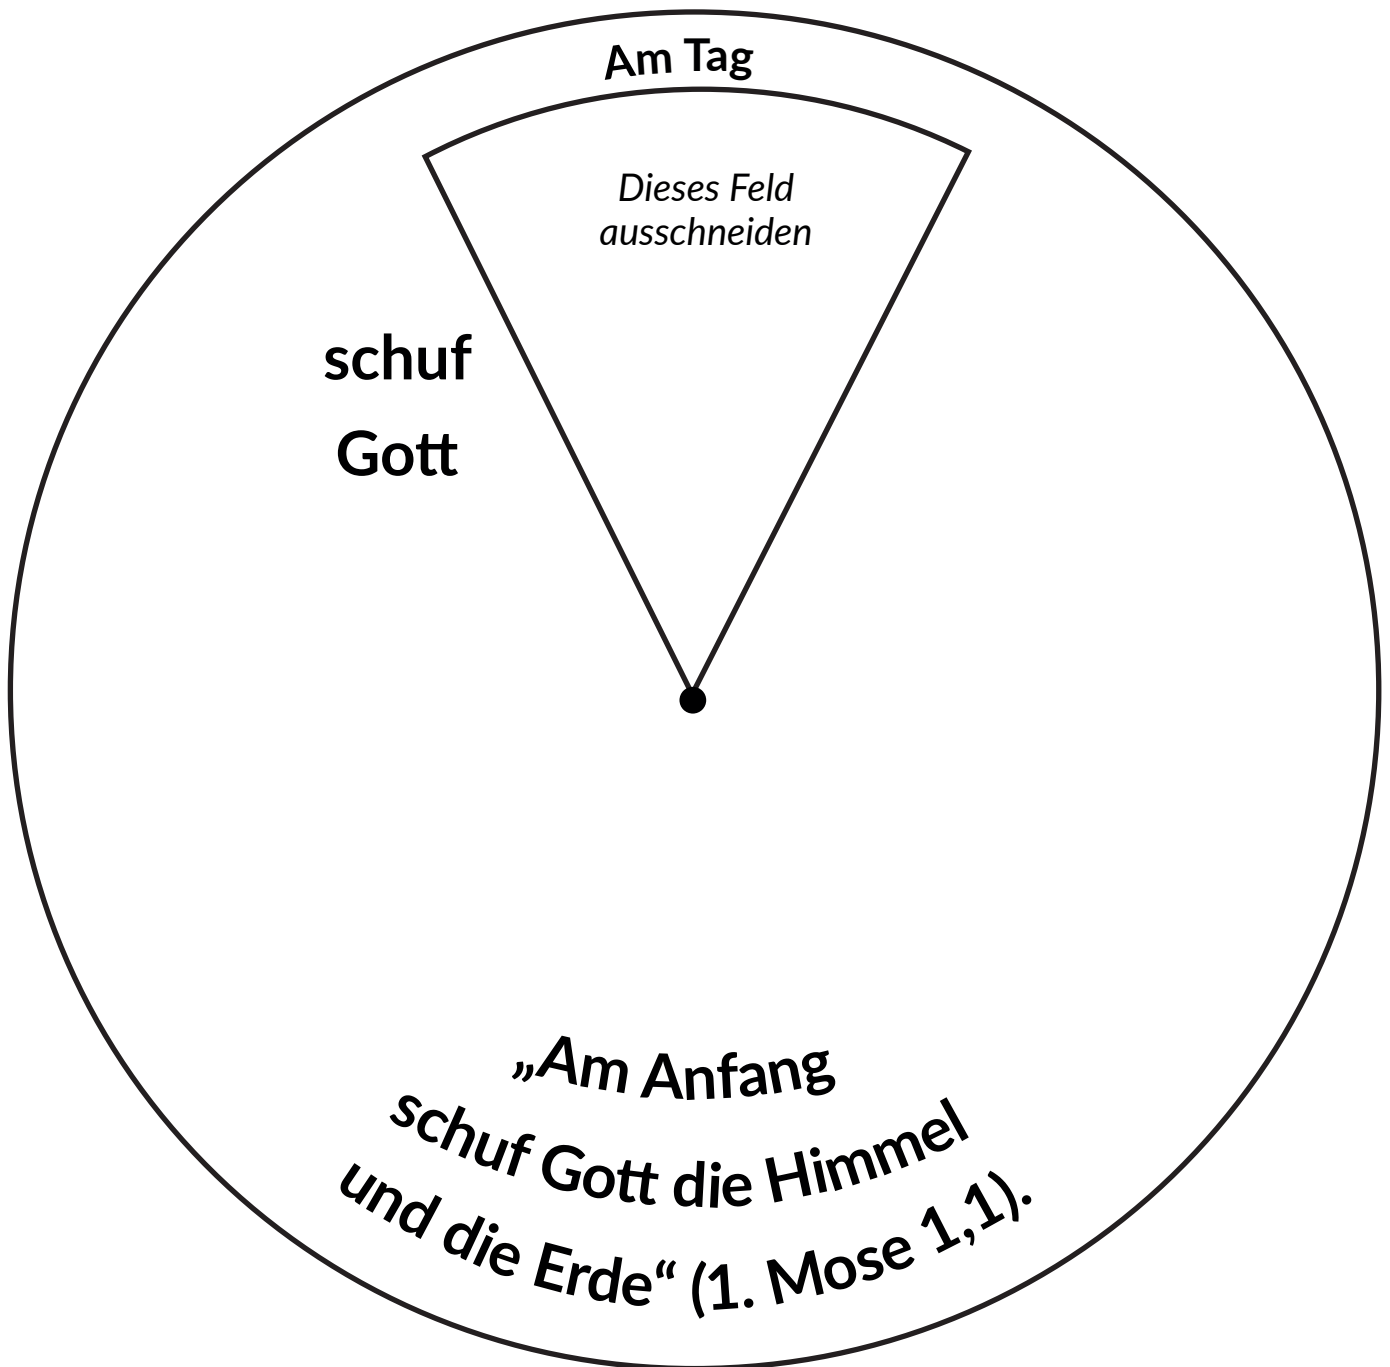 Am Tag
Dieses Feld
ausschneiden
schuf
Gott
„Am Anfang
schuf Gott die Himmel
und die Erde“ (1. Mose 1,1).